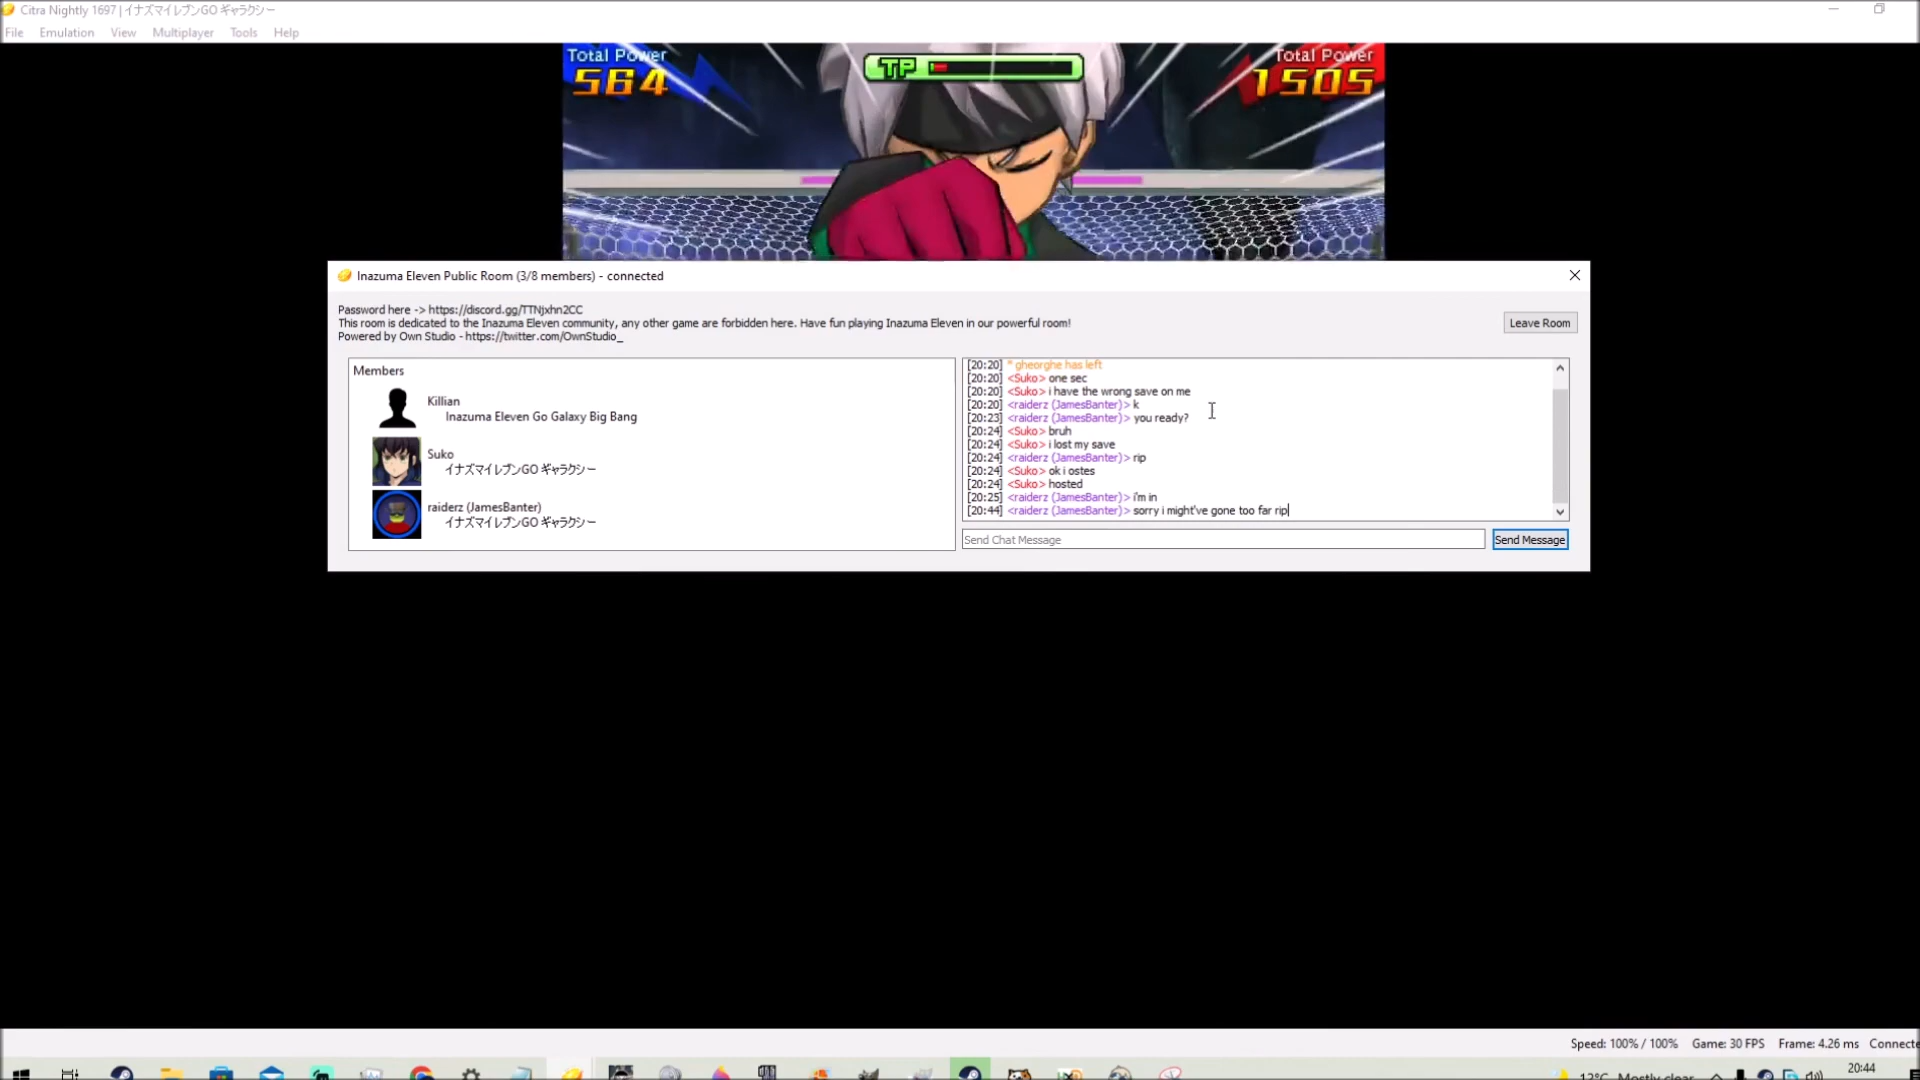 Citra Nightly 1697 | イナズマイレブンGO ギャラクシー
File Emulation View Multiplayer Tools Help
Total Power
564
TP
Total Power
1505
Inazuma Eleven Public Room (3/8 members) - connected
Password here -> https://discord.gg/TTNjxhn2CC
This room is dedicated to the Inazuma Eleven community, any other game are forbidden here. Have fun playing Inazuma Eleven in our powerful room!
Powered by Own Studio - https://twitter.com/OwnStudio_
Leave Room
Members
Killian
Inazuma Eleven Go Galaxy Big Bang
Suko
イナズマイレブンGO ギャラクシー
raiderz (JamesBanter)
イナズマイレブンGO ギャラクシー
[20:20] * gheorghe has left
[20:20] <Suko> one sec
[20:20] <Suko> i have the wrong save on me
[20:20] <raiderz (JamesBanter)> k
[20:23] <raiderz (JamesBanter)> you ready?
[20:24] <Suko> bruh
[20:24] <Suko> i lost my save
[20:24] <raiderz (JamesBanter)> rip
[20:24] <Suko> ok i ostes
[20:24] <Suko> hosted
[20:25] <raiderz (JamesBanter)> i'm in
[20:44] <raiderz (JamesBanter)> sorry i might've gone too far rip
Send Chat Message
Send Message
Speed: 100% / 100% Game: 30 FPS Frame: 4.26 ms Connecte
12°C Mostly clear
20:44